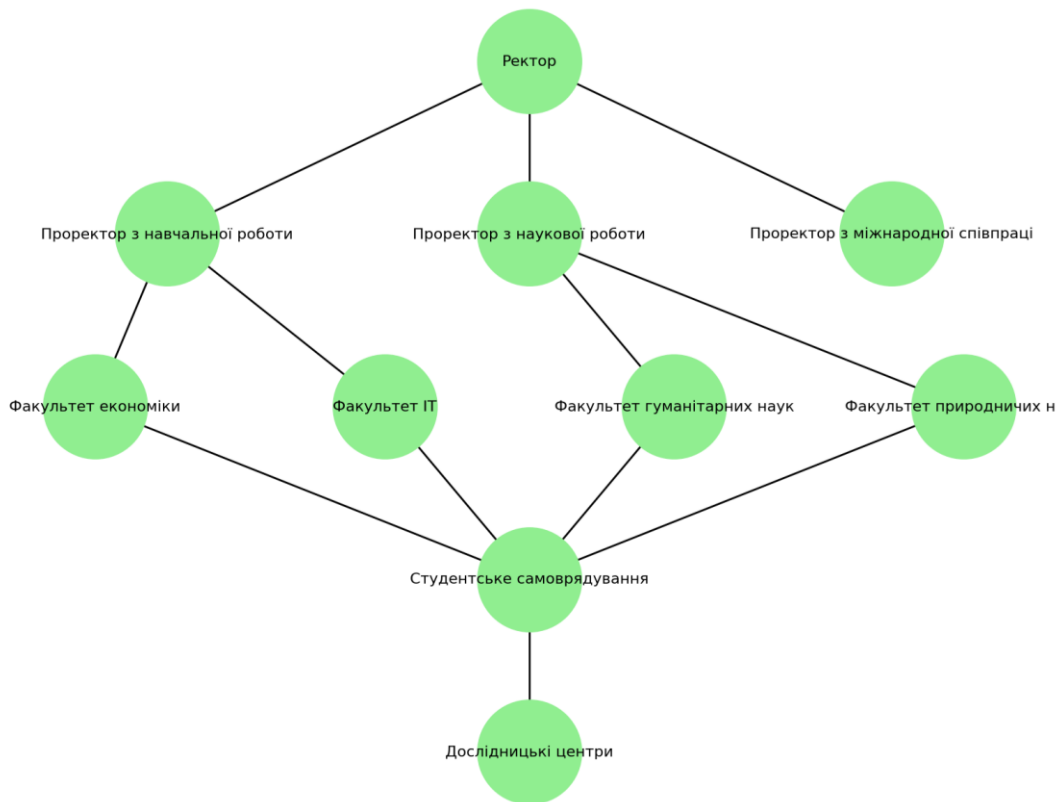 Ректор
Проректор з навчальної роботи
Проректор з наукової роботи
Проректор з міжнародної співпраці
Факультет економіки
Факультет ІТ
Факультет гуманітарних наук
Факультет природничих н
Студентське самоврядування
Дослідницькі центри